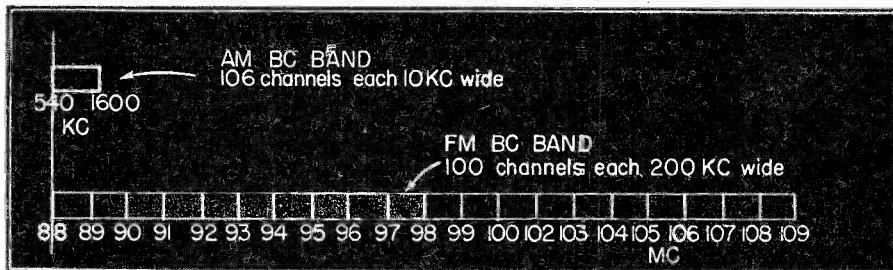 AM BC BAND
106 channels each 10KC wide
540 1600
KC
FM BC BAND
100 channels each 200 KC wide
88 89 90 91 92 93 94 95 96 97 98 99 100 102 103 104 105 106 107 108 109
MC